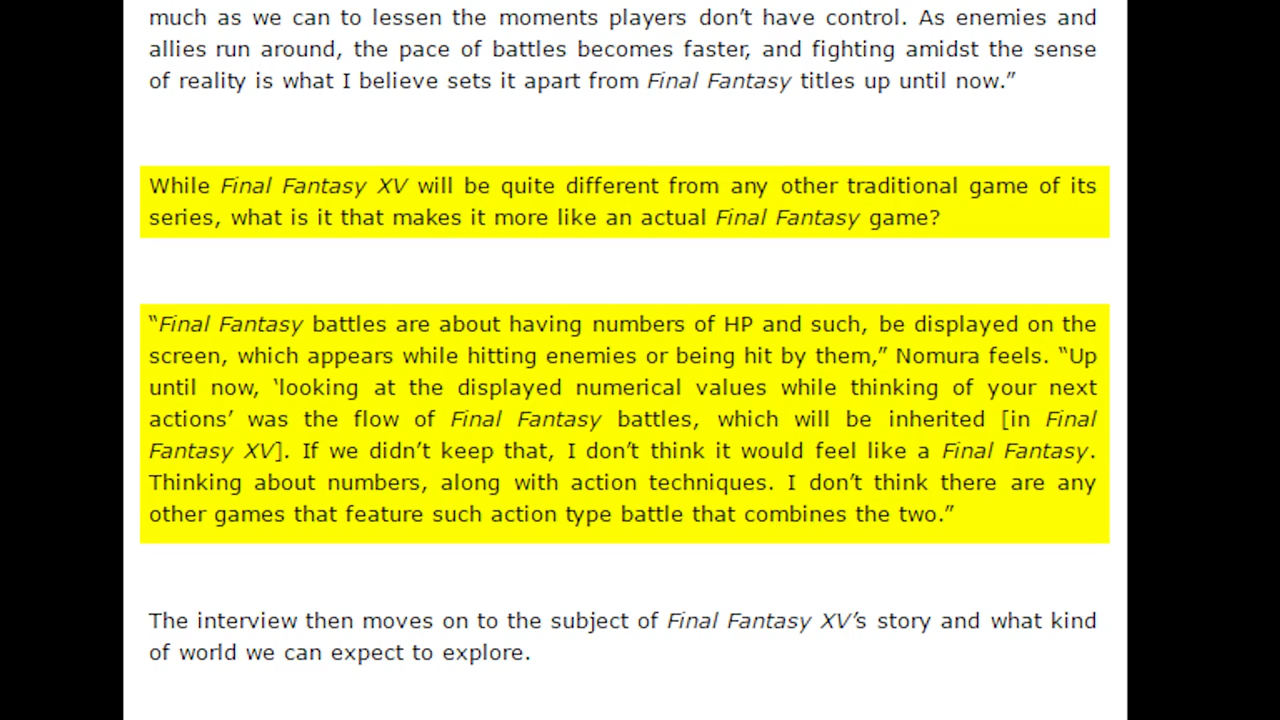 much as we can to lessen the moments players don’t have control. As enemies and
allies run around, the pace of battles becomes faster, and fighting amidst the sense
of reality is what I believe sets it apart from Final Fantasy titles up until now.”
While Final Fantasy XV will be quite different from any other traditional game of its
series, what is it that makes it more like an actual Final Fantasy game?
“Final Fantasy battles are about having numbers of HP and such, be displayed on the
screen, which appears while hitting enemies or being hit by them,” Nomura feels. “Up
until now, ‘looking at the displayed numerical values while thinking of your next
actions’ was the flow of Final Fantasy battles, which will be inherited [in Final
Fantasy XV]. If we didn’t keep that, I don’t think it would feel like a Final Fantasy.
Thinking about numbers, along with action techniques. I don’t think there are any
other games that feature such action type battle that combines the two.”
The interview then moves on to the subject of Final Fantasy XV’s story and what kind
of world we can expect to explore.